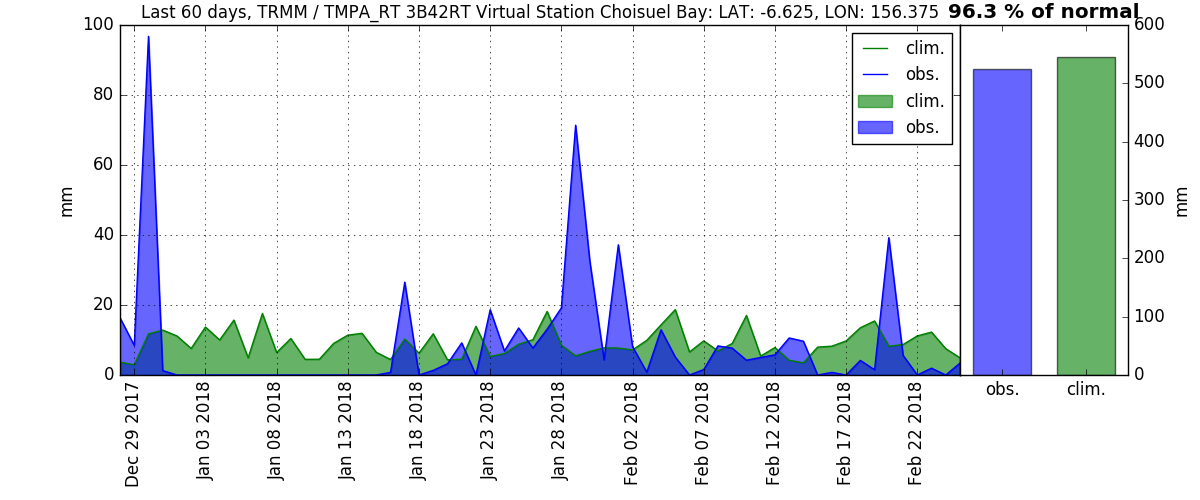 Last 60 days, TRMM / TMPA_RT 3B42RT Virtual Station Choisuel Bay: LAT: -6.625, LON: 156.375 96.3 % of normal
100
80
60
40
20
0
mm
clim.
obs.
clim.
obs.
600
500
400
300
200
100
0
mm
Dec 29 2017
Jan 03 2018
Jan 08 2018
Jan 13 2018
Jan 18 2018
Jan 23 2018
Jan 28 2018
Feb 02 2018
Feb 07 2018
Feb 12 2018
Feb 17 2018
Feb 22 2018
obs.
clim.